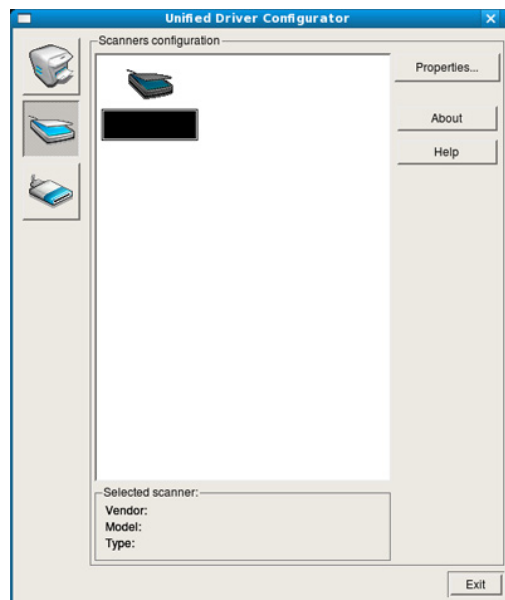 Unified Driver Configurator
Scanners configuration
Properties...
About
Help
Selected scanner:
Vendor:
Model:
Type:
Exit